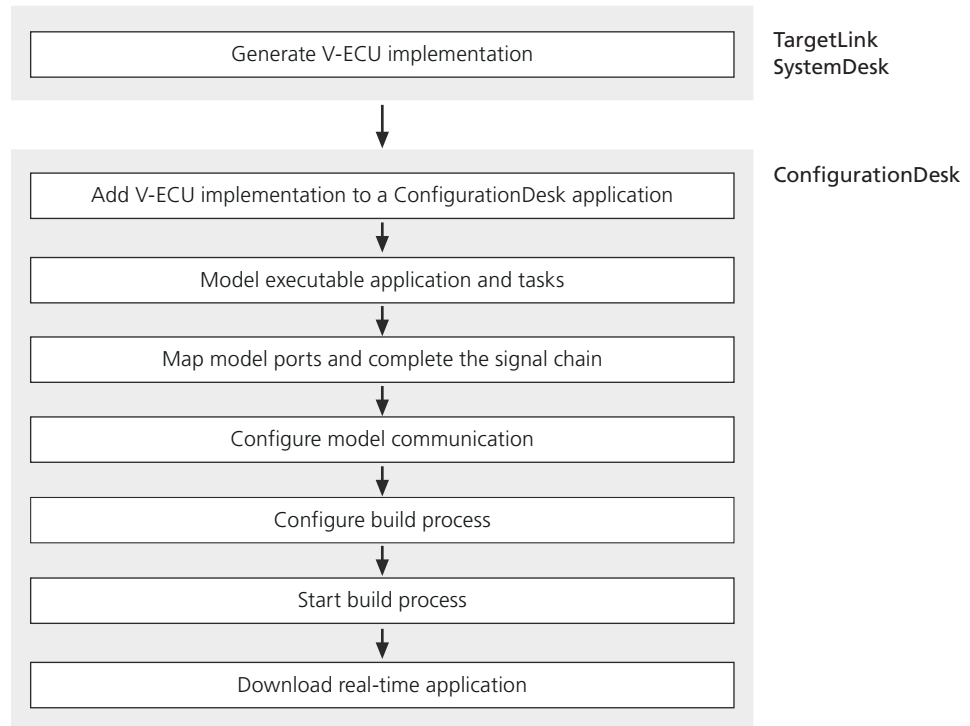 Generate V-ECU implementation
TargetLink
SystemDesk
Add V-ECU implementation to a ConfigurationDesk application
ConfigurationDesk
Model executable application and tasks
Map model ports and complete the signal chain
Configure model communication
Configure build process
Start build process
Download real-time application